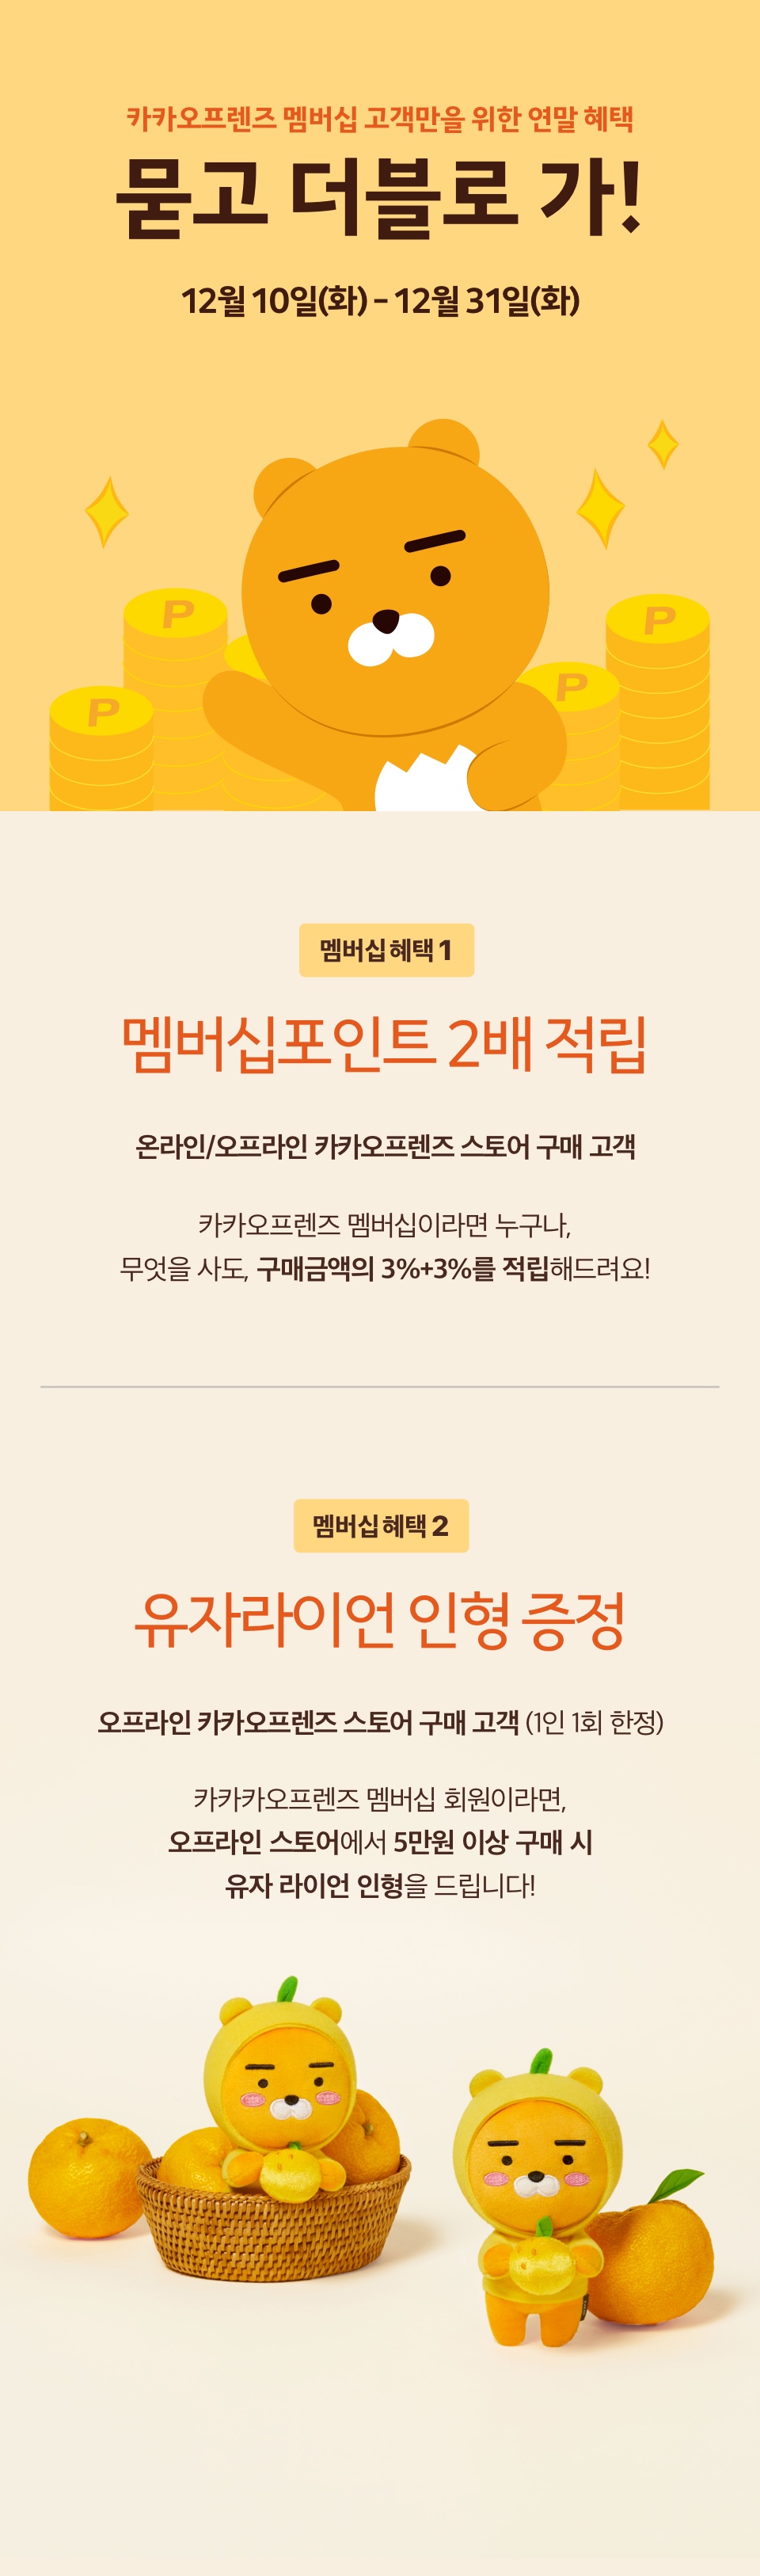 카카오프렌즈 멤버십 고객만을 위한 연말 혜택
묻고 더블로 가!
12월 10일(화) – 12월 31일(화)
P
P
P
P
멤버십 혜택 1
멤버십포인트 2배 적립
온라인/오프라인 카카오프렌즈 스토어 구매 고객
카카오프렌즈 멤버십이라면 누구나,
무엇을 사도, 구매금액의 3%+3%를 적립해드려요!
멤버십 혜택 2
유자라이언 인형 증정
오프라인 카카오프렌즈 스토어 구매 고객 (1인 1회 한정)
카카카오프렌즈 멤버십 회원이라면,
오프라인 스토어에서 5만원 이상 구매 시
유자 라이언 인형을 드립니다!